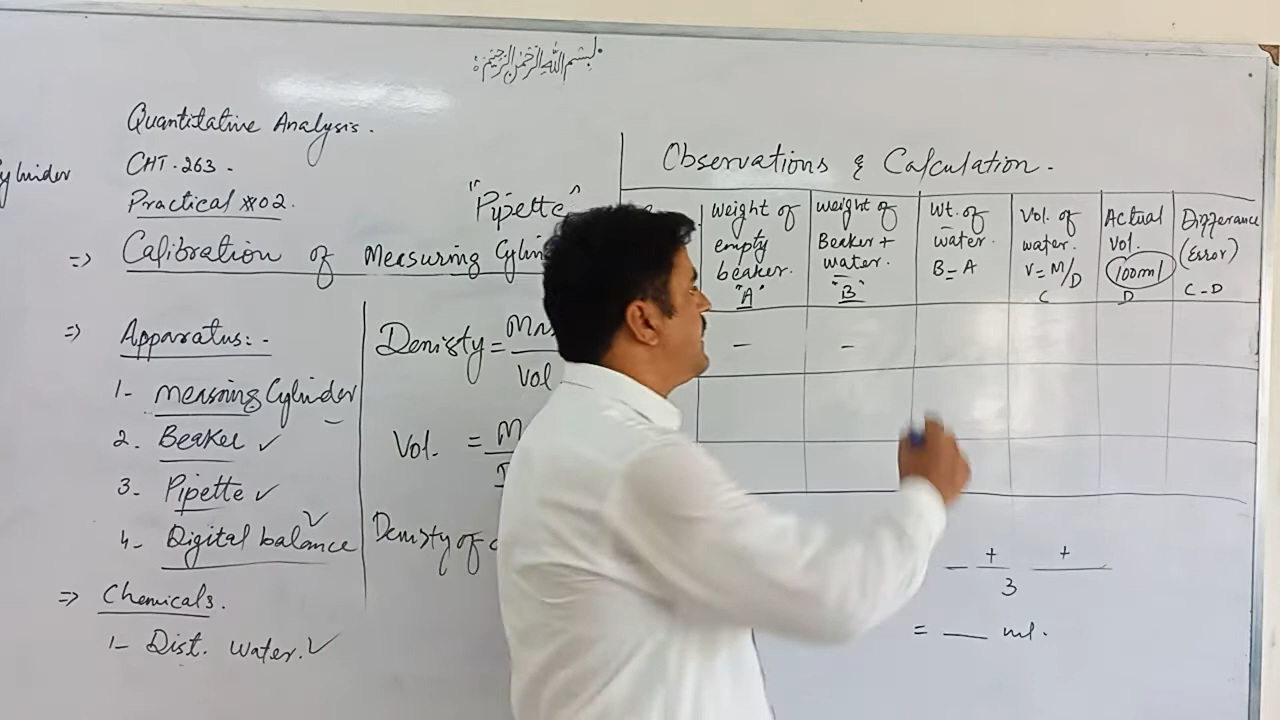 بسم الله الرحمن الرحيم
Quantitative Analysis.
CHT-263.
Practical #02.
"Pipette"
=> Calibration of Measuring Cylin
=> Apparatus:-
1- Measuring Cylinder
2. Beaker ✓
3- Pipette ✓
4- Digital balance ✓
=> Chemicals.
1- Dist. water. ✓
Density = Mas
Vol
Vol. = M
Density of
Observations & Calculation.
Weight of empty beaker. "A"
weight of Beaker + water. "B"
Wt. of water. B = A
Vol. of water. V = M/D C
Actual Vol. 100ml D
Differance (Error) C-D
- -
_ + _ + _
3
= __ ml.